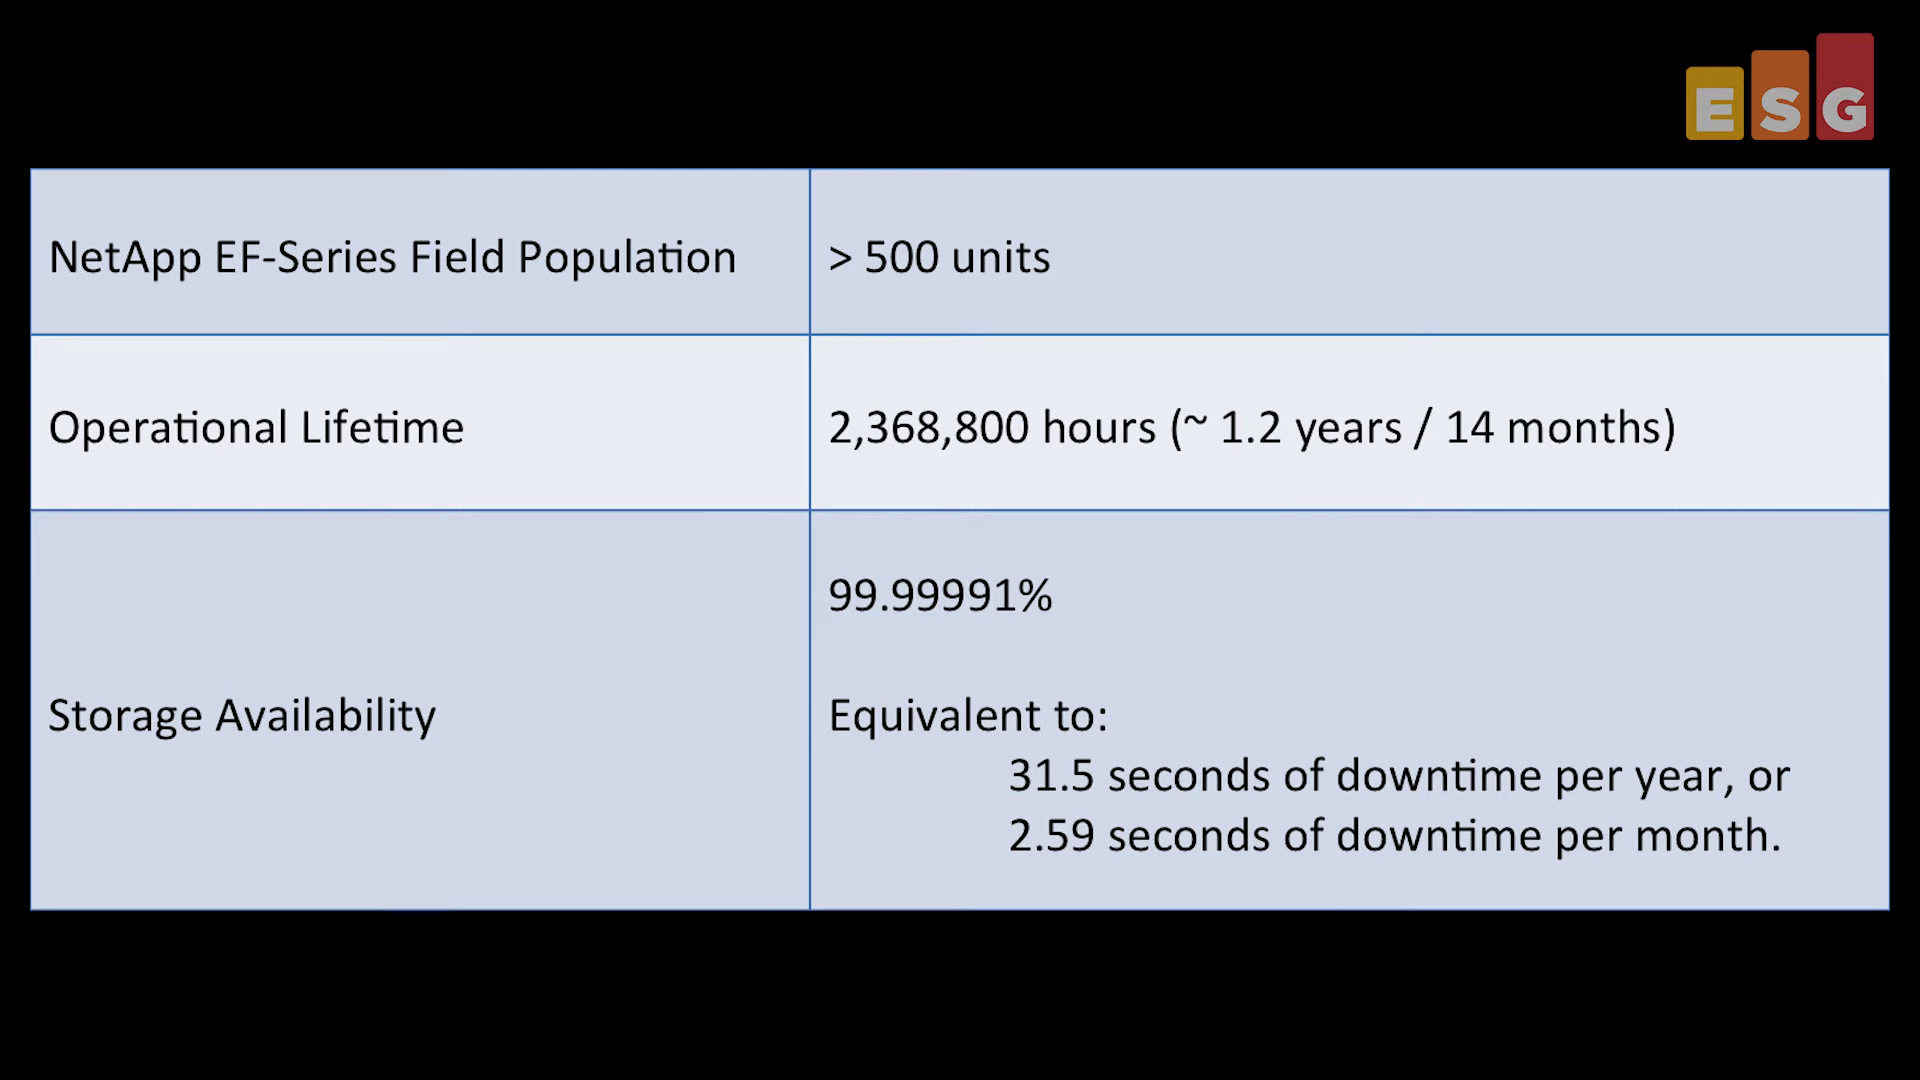 ESG
NetApp EF-Series Field Population
> 500 units
Operational Lifetime
2,368,800 hours (~ 1.2 years / 14 months)
Storage Availability
99.99991%
Equivalent to:
31.5 seconds of downtime per year, or
2.59 seconds of downtime per month.